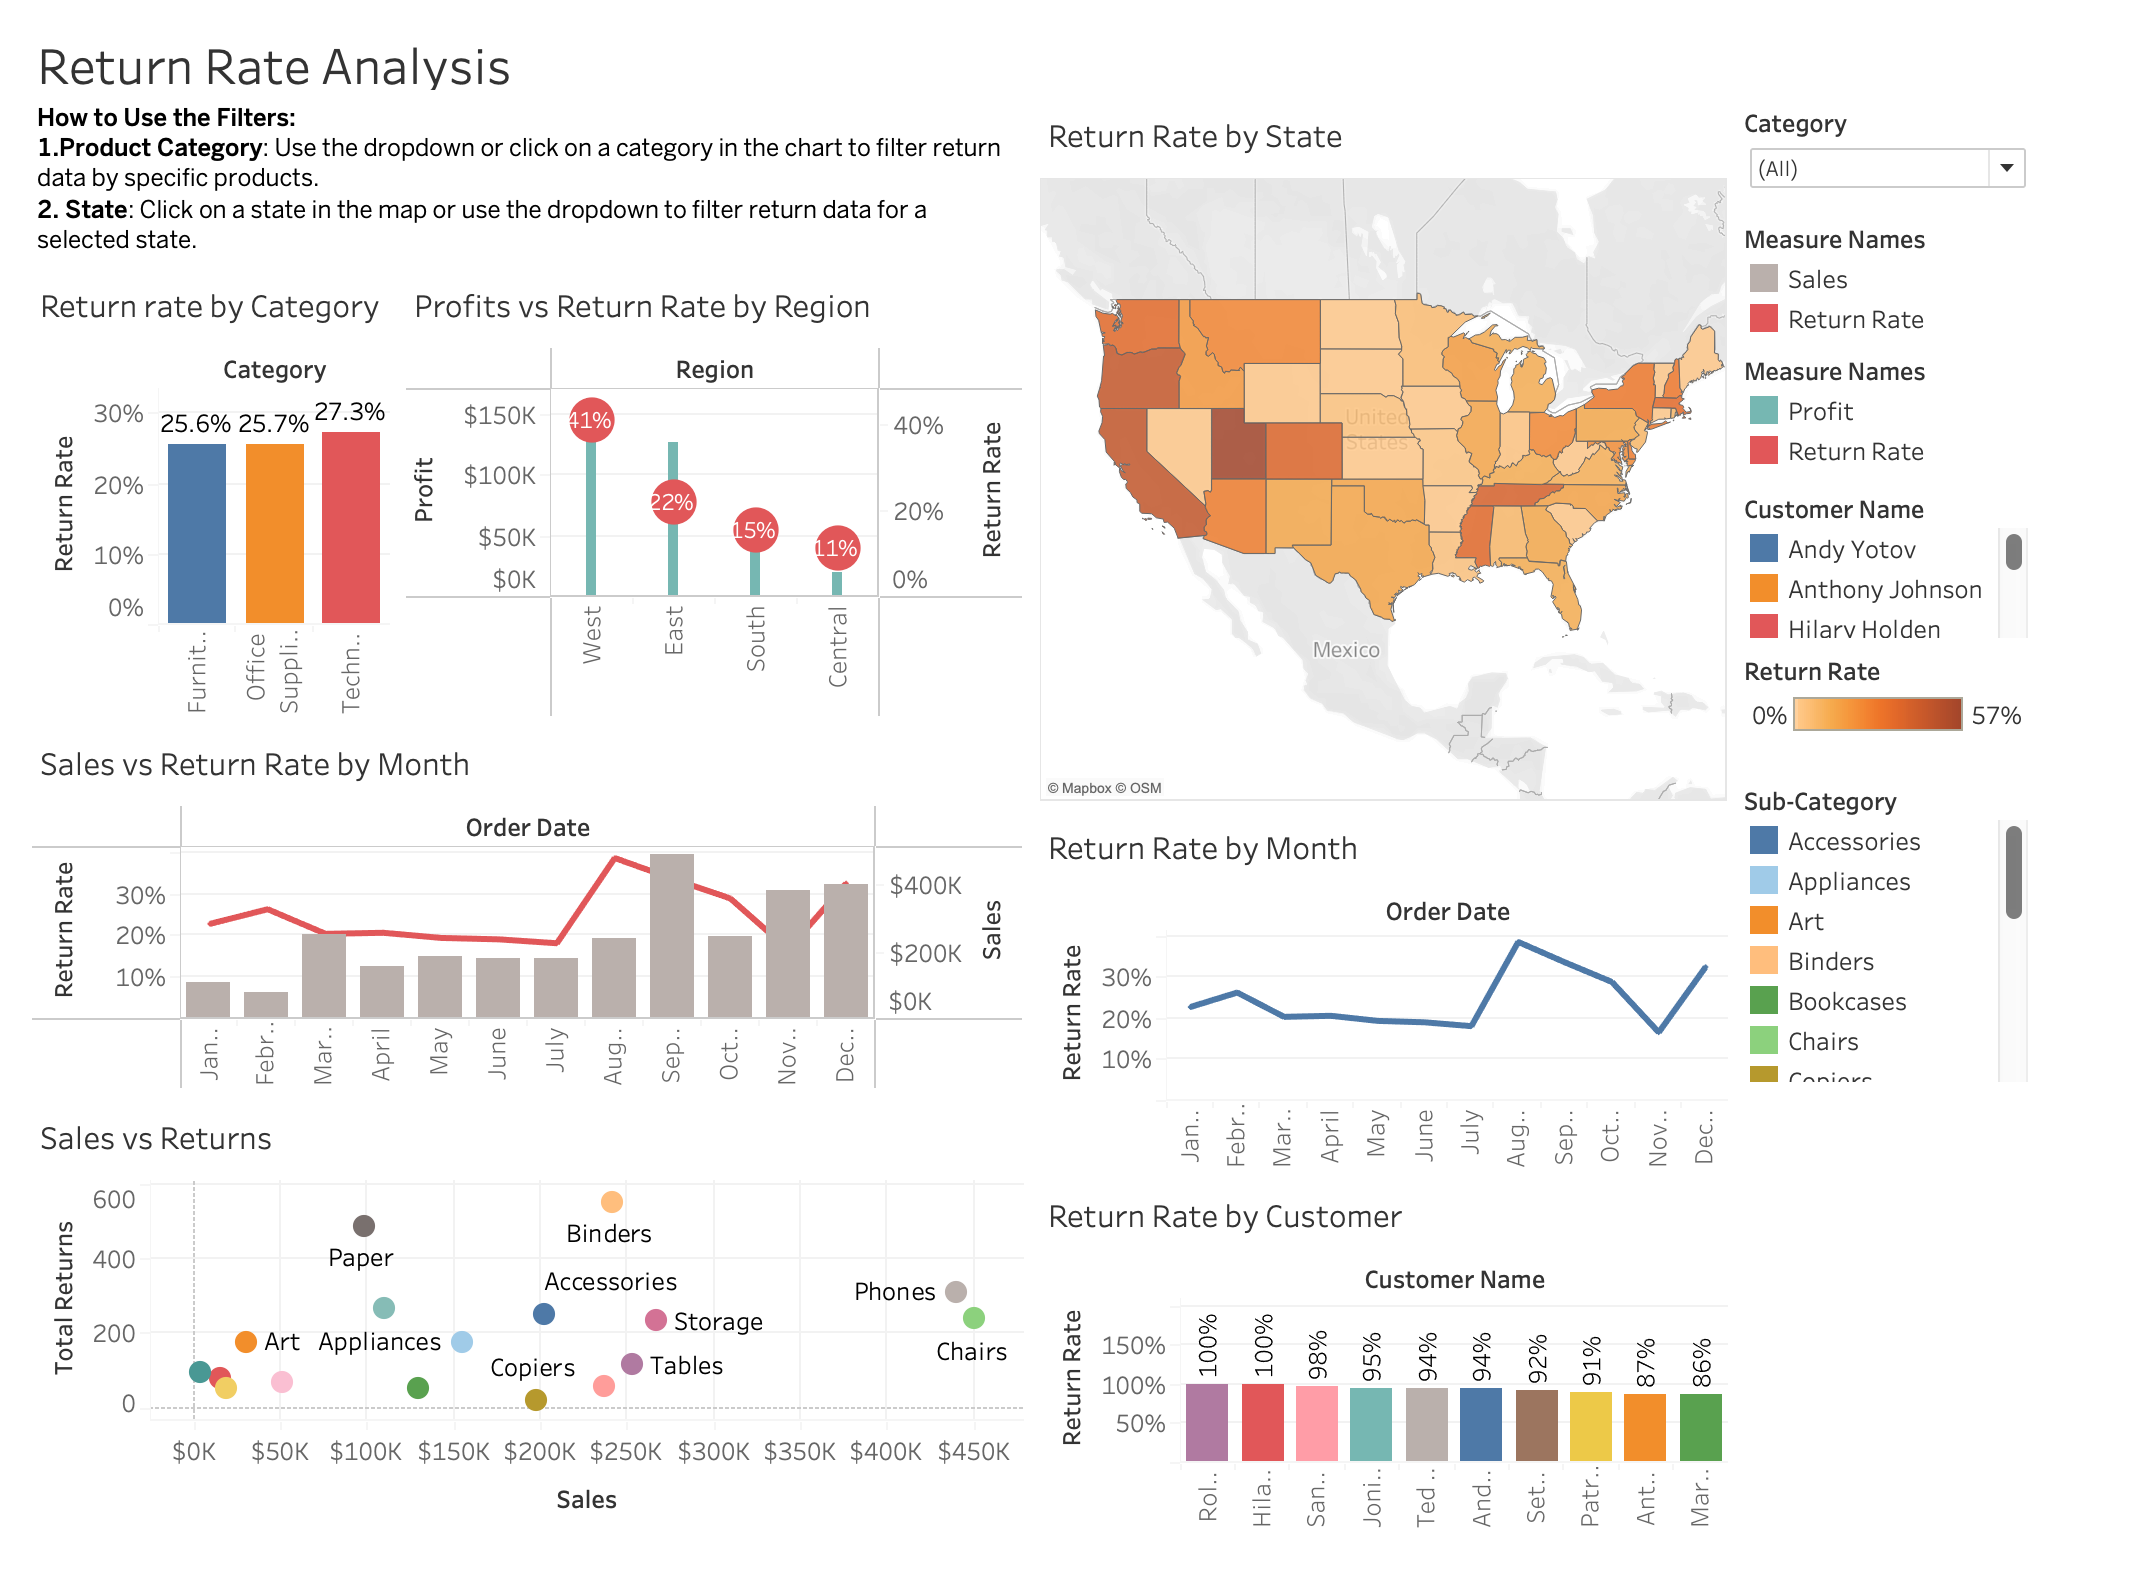 Return Rate Analysis
How to Use the Filters:
1.Product Category: Use the dropdown or click on a category in the chart to filter return
data by specific products.
2. State: Click on a state in the map or use the dropdown to filter return data for a
selected state.
Return rate by Category
Category
Return Rate
30%
20%
10%
0%
25.6%
25.7%
27.3%
Furnit..
Office
Suppli..
Techn..
Profits vs Return Rate by Region
Region
Profit
$150K
$100K
$50K
$0K
41%
22%
15%
11%
40%
20%
0%
Return Rate
West
East
South
Central
Sales vs Return Rate by Month
Order Date
Return Rate
30%
20%
10%
$400K
$200K
$0K
Sales
Jan..
Febr..
Mar..
April
May
June
July
Aug..
Sep..
Oct..
Nov..
Dec..
Sales vs Returns
Total Returns
600
400
200
0
Paper
Binders
Accessories
Phones
Storage
Art
Appliances
Chairs
Copiers
Tables
$0K
$50K
$100K
$150K
$200K
$250K
$300K
$350K
$400K
$450K
Sales
Return Rate by State
United
States
Mexico
© Mapbox © OSM
Return Rate by Month
Order Date
Return Rate
30%
20%
10%
Jan..
Febr..
Mar..
April
May
June
July
Aug..
Sep..
Oct..
Nov..
Dec..
Return Rate by Customer
Customer Name
Return Rate
150%
100%
50%
100%
100%
98%
95%
94%
94%
92%
91%
87%
86%
Rol..
Hila..
San..
Joni..
Ted ..
And..
Set..
Patr..
Ant..
Mar..
Category
(All)
Measure Names
Sales
Return Rate
Measure Names
Profit
Return Rate
Customer Name
Andy Yotov
Anthony Johnson
Hilary Holden
Return Rate
0%
57%
Sub-Category
Accessories
Appliances
Art
Binders
Bookcases
Chairs
Copiers